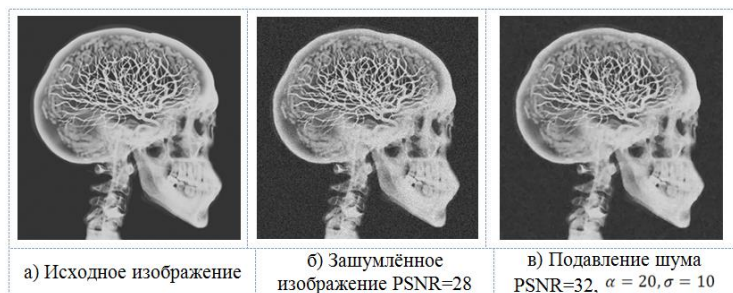 а) Исходное изображение
б) Зашумлённое
изображение PSNR=28
в) Подавление шума
PSNR=32, α = 20, σ = 10